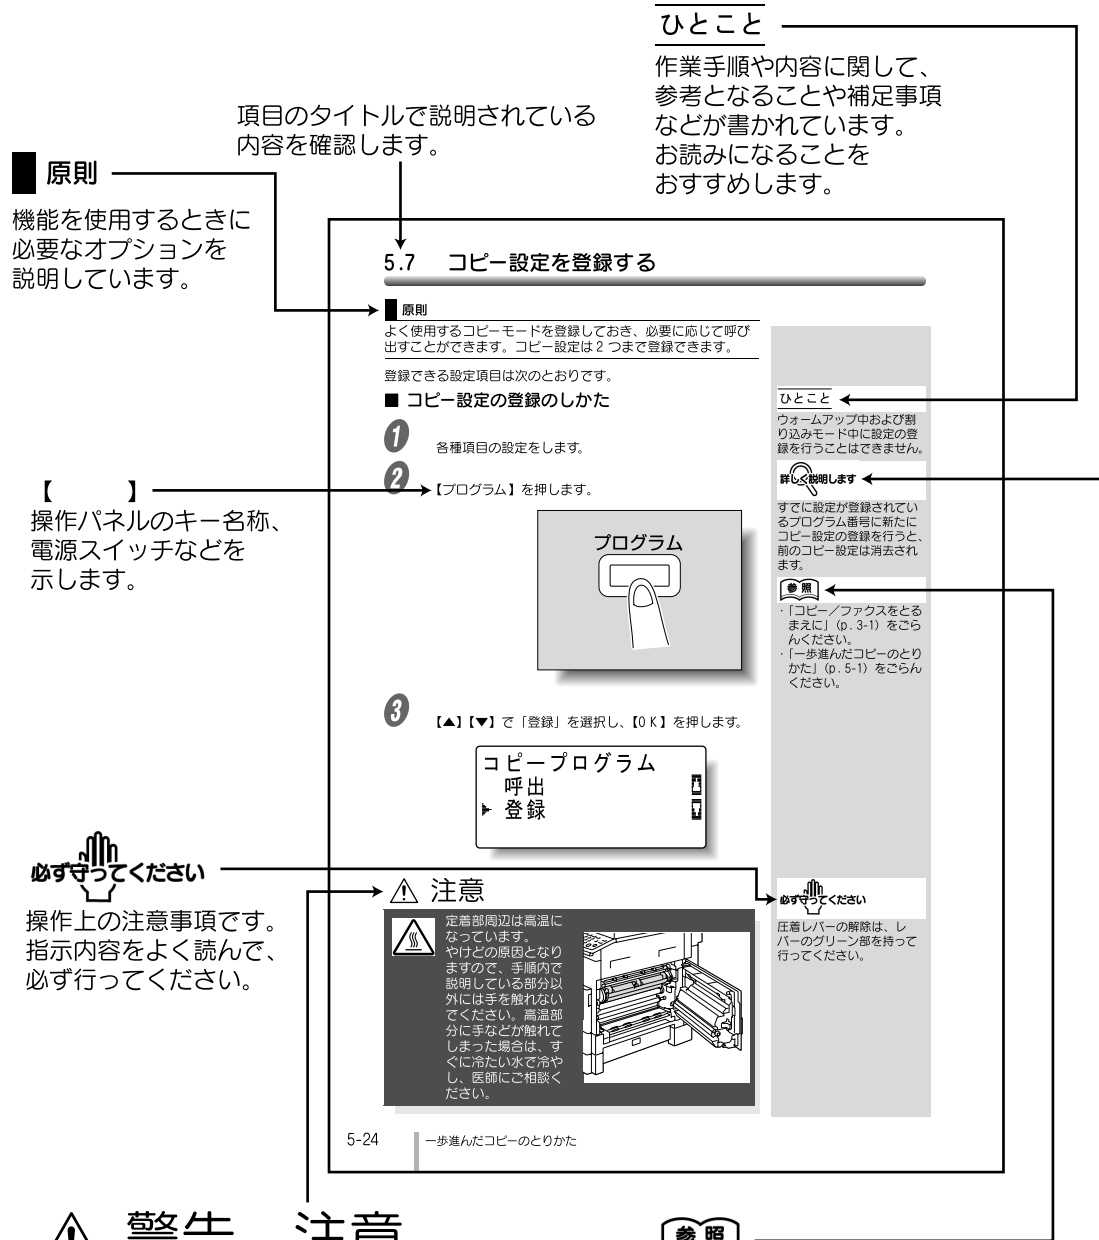 ひとこと
作業手順や内容に関して、
参考となることや補足事項
などが書かれています。
お読みになることを
おすすめします。
項目のタイトルで説明されている
内容を確認します。
原則
機能を使用するときに
必要なオプションを
説明しています。
【 】
操作パネルのキー名称、
電源スイッチなどを
示します。
必ず守ってください
操作上の注意事項です。
指示内容をよく読んで、
必ず行ってください。
5.7 コピー設定を登録する
原則
よく使用するコピーモードを登録しておき、必要に応じて呼び
出すことができます。コピー設定は2つまで登録できます。
登録できる設定項目は次のとおりです。
■ コピー設定の登録のしかた
1 各種項目の設定をします。
2 【プログラム】を押します。
プログラム
3 【▲】【▼】で「登録」を選択し、【OK】を押します。
コピープログラム
呼出
登録
注意
定着部周辺は高温に
なっています。
やけどの原因となり
ますので、手順内で
説明している部分以
外には手を触れない
でください。高温部
分に手などが触れて
しまった場合は、す
ぐに冷たい水で冷や
し、医師にご相談く
ださい。
ひとこと
ウォームアップ中および割
り込みモード中に設定の登
録を行うことはできません。
詳しく説明します
すでに設定が登録されてい
るプログラム番号に新たに
コピー設定の登録を行うと、
前のコピー設定は消去され
ます。
参照
・「コピー／ファクスをとる
まえに」（p.3-1）をごら
んください。
・「一歩進んだコピーのとり
かた」（p.5-1）をごらん
ください。
必ず守ってください
圧着レバーの解除は、レ
バーのグリーン部を持って
行ってください。
5-24 一歩進んだコピーのとりかた
警告 注意
参照